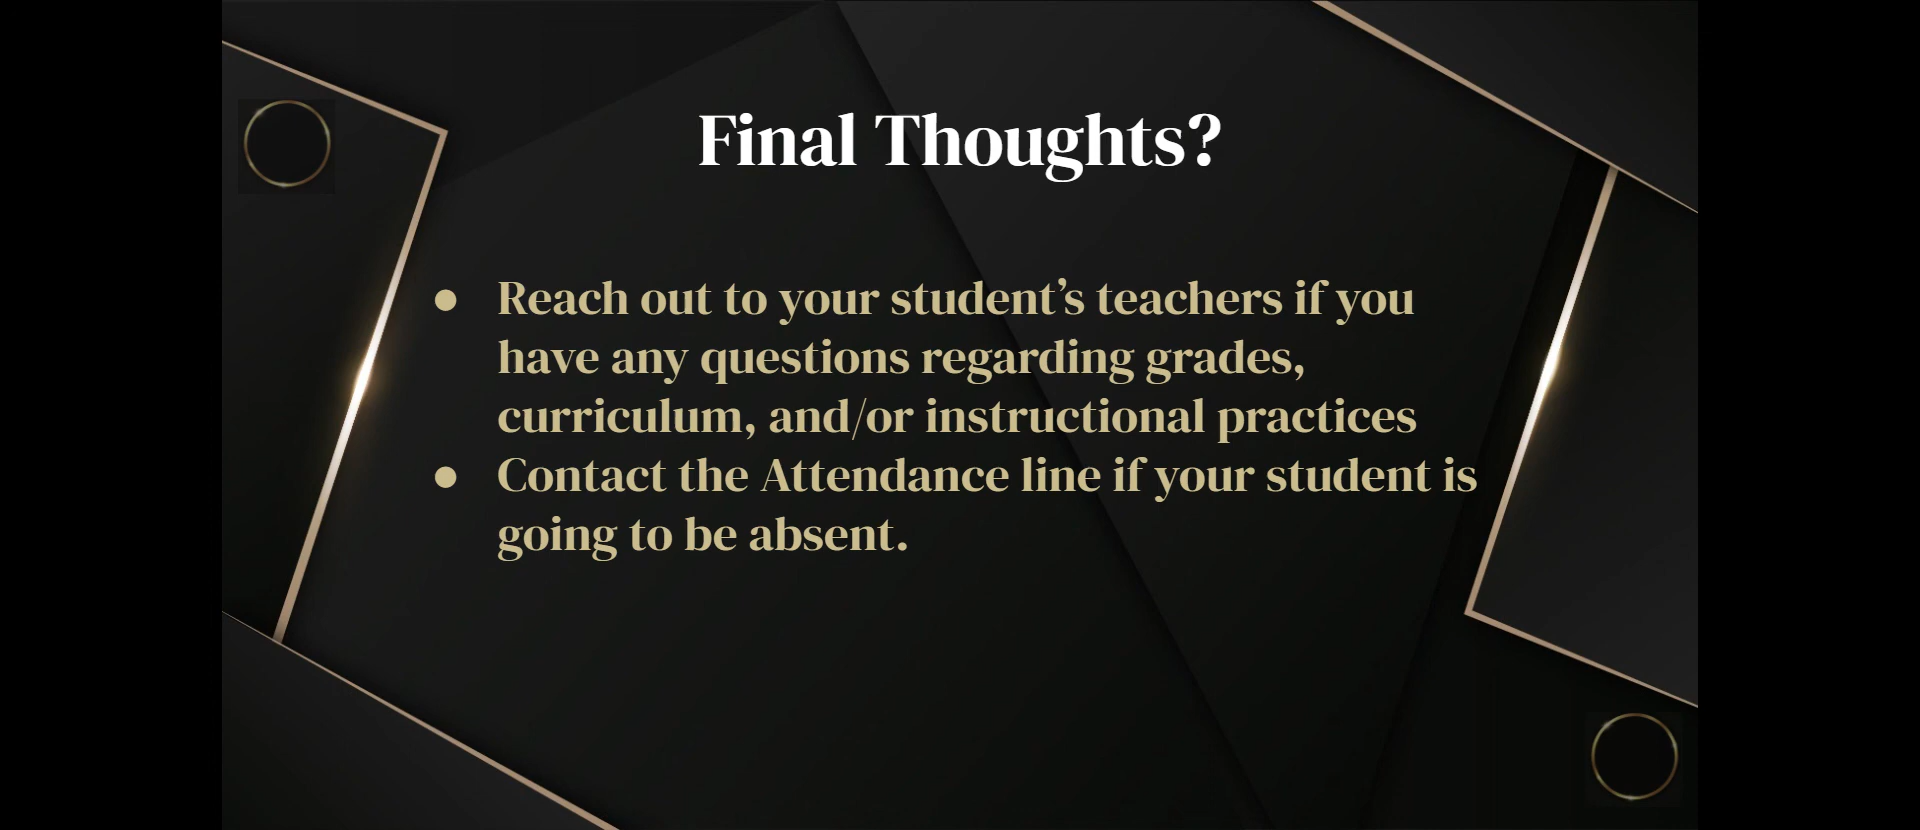 Final Thoughts?
● Reach out to your student’s teachers if you
have any questions regarding grades,
curriculum, and/or instructional practices
● Contact the Attendance line if your student is
going to be absent.